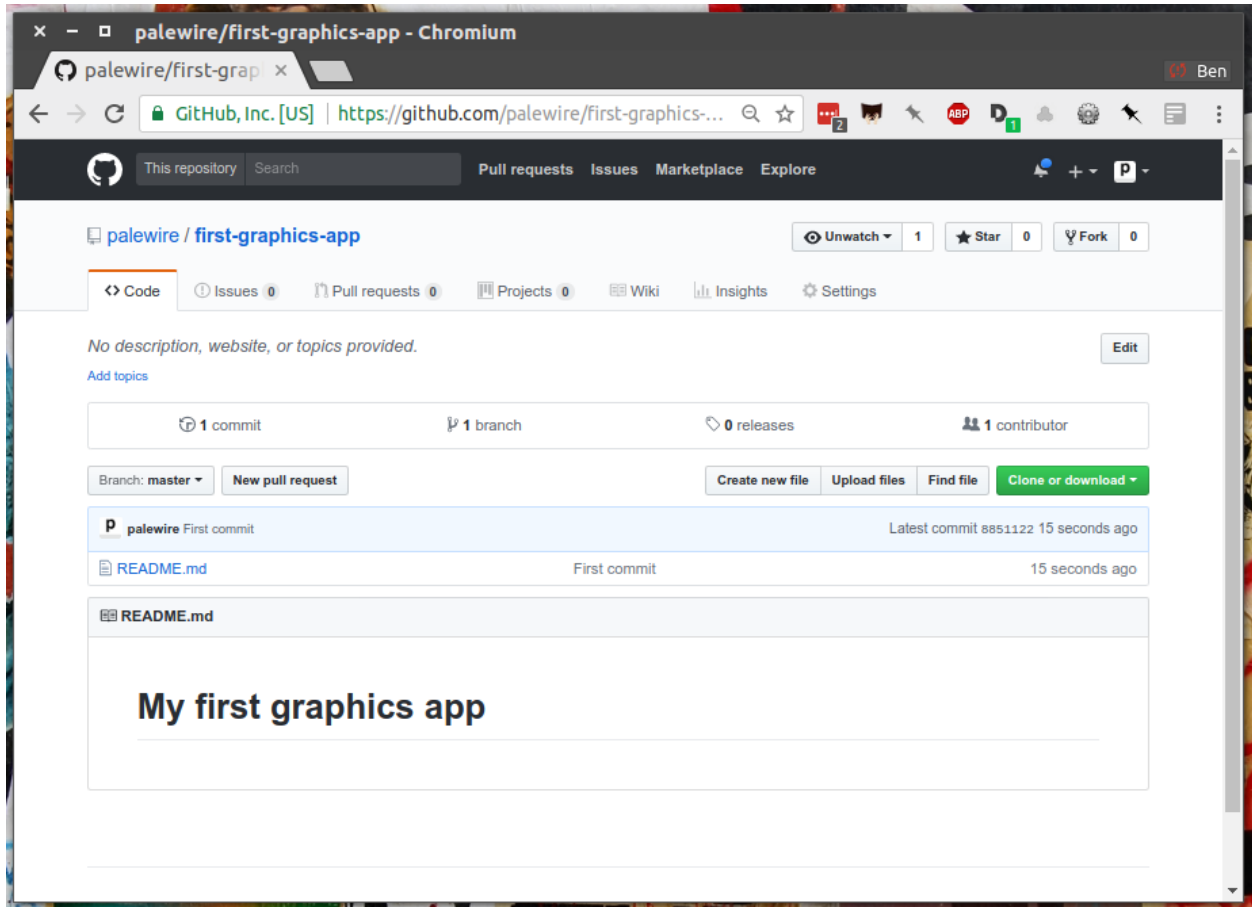 palewire/first-graphics-app - Chromium
palewire/first-grap
Ben
GitHub, Inc. [US] https://github.com/palewire/first-graphics-... ABP 2 D 1
This repository Search Pull requests Issues Marketplace Explore + P
palewire / first-graphics-app Unwatch 1 Star 0 Fork 0
<> Code Issues 0 Pull requests 0 Projects 0 Wiki Insights Settings
No description, website, or topics provided. Edit
Add topics
1 commit 1 branch 0 releases 1 contributor
Branch: master New pull request Create new file Upload files Find file Clone or download
P palewire First commit Latest commit 8851122 15 seconds ago
README.md First commit 15 seconds ago
README.md
My first graphics app